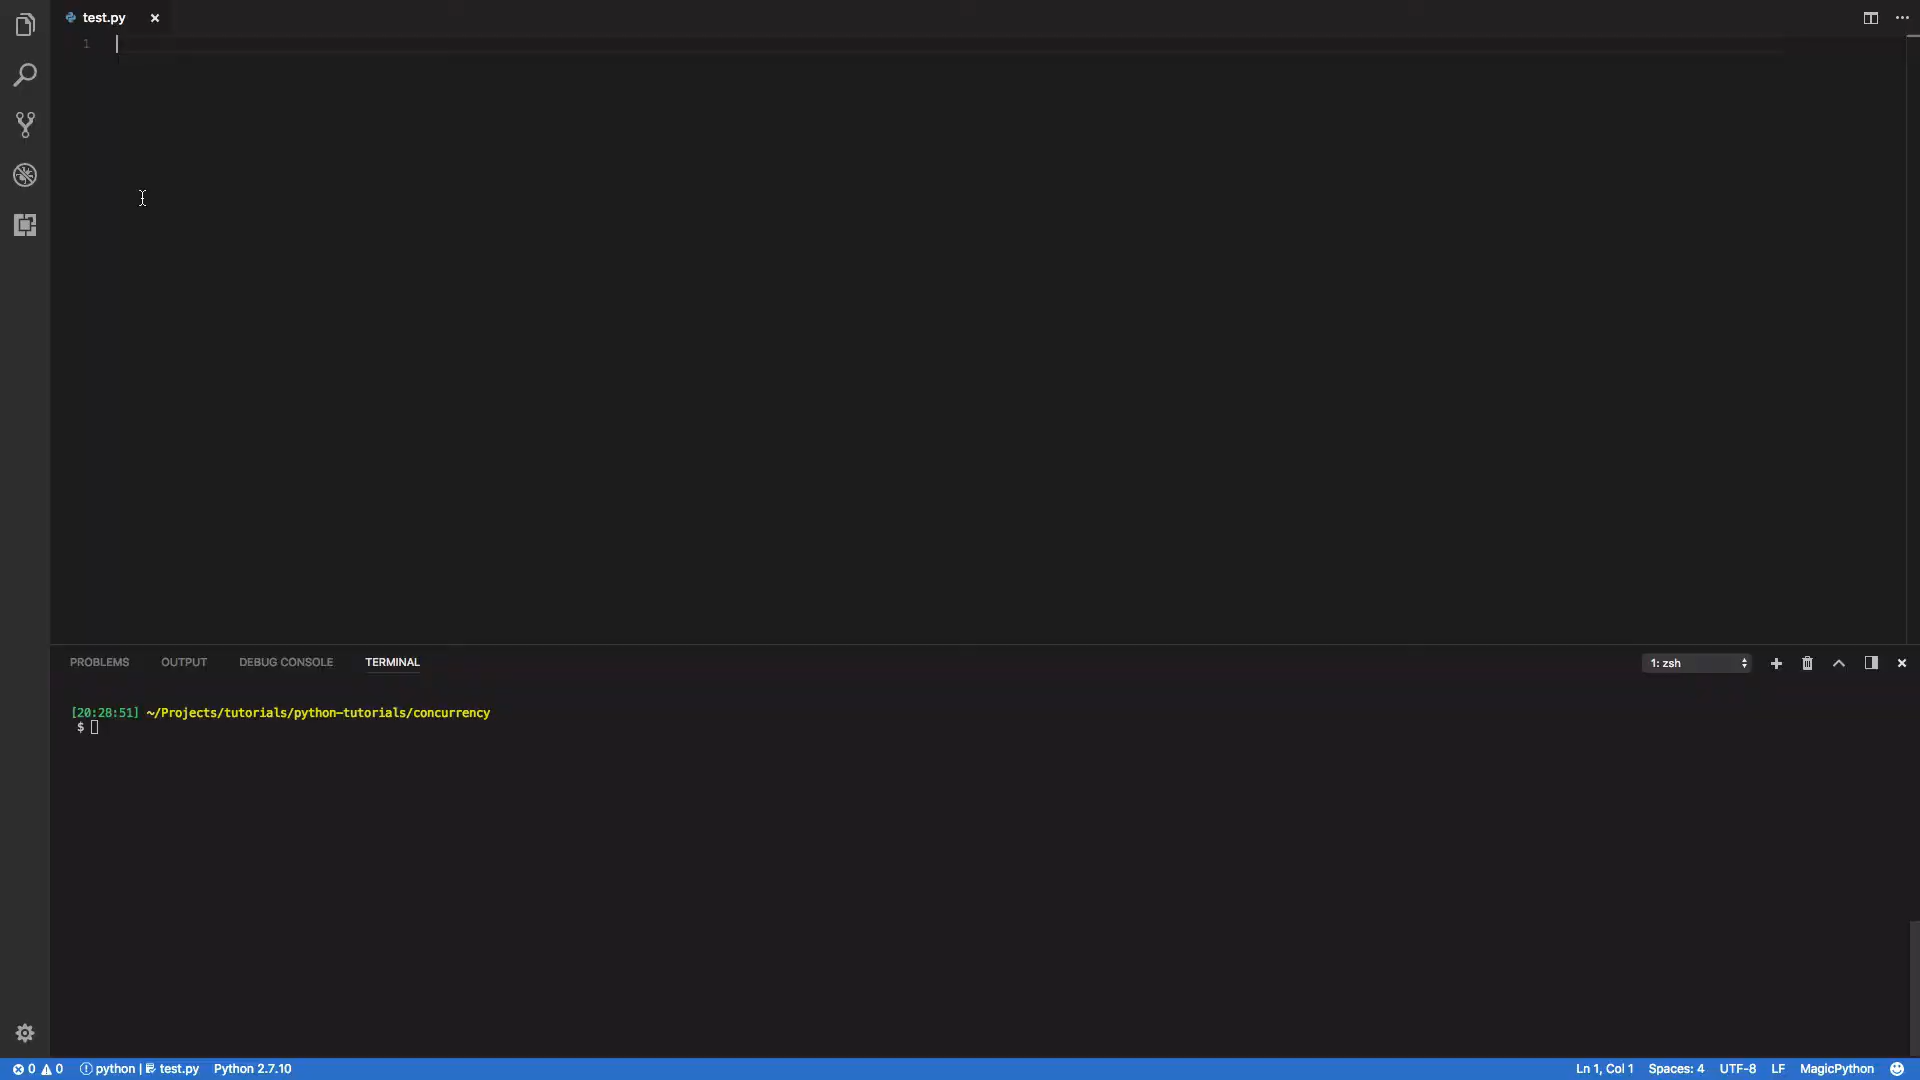 test.py
1
PROBLEMS OUTPUT DEBUG CONSOLE TERMINAL 1: zsh
[20:28:51] ~/Projects/tutorials/python-tutorials/concurrency
$
0 0 python | test.py Python 2.7.10 Ln 1, Col 1 Spaces: 4 UTF-8 LF MagicPython